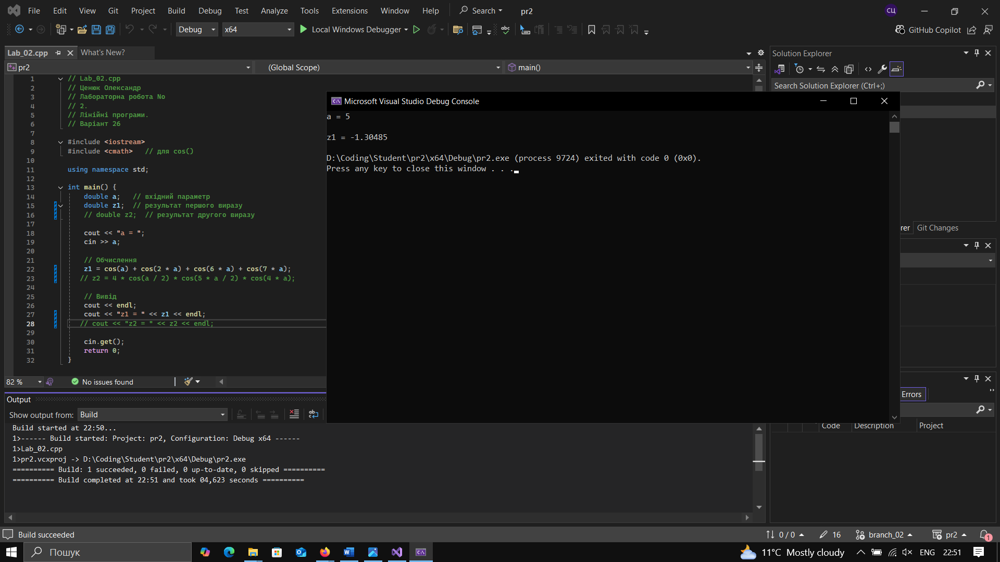 File Edit View Git Project Build Debug Test Analyze Tools Extensions Window Help Search pr2 СЦ
Debug x64 Local Windows Debugger GitHub Copilot
Lab_02.cpp What's New?
pr2 (Global Scope) main()
1 // Lab_02.cpp
2 // Ценюк Олександр
3 // Лабораторна робота No
4 // 2.
5 // Лінійні програми.
6 // Варіант 26
7
8 #include <iostream>
9 #include <cmath> // для cos()
10
11 using namespace std;
12
13 int main() {
14 double a; // вхідний параметр
15 double z1; // результат першого виразу
16 // double z2; // результат другого виразу
17
18 cout << "a = ";
19 cin >> a;
20
21 // Обчислення
22 z1 = cos(a) + cos(2 * a) + cos(6 * a) + cos(7 * a);
23 // z2 = 4 * cos(a / 2) * cos(5 * a / 2) * cos(4 * a);
24
25 // Вивід
26 cout << endl;
27 cout << "z1 = " << z1 << endl;
28 // cout << "z2 = " << z2 << endl;
29
30 cin.get();
31 return 0;
32 }
82 % No issues found
Microsoft Visual Studio Debug Console
a = 5
z1 = -1.30485
D:\Coding\Student\pr2\x64\Debug\pr2.exe (process 9724) exited with code 0 (0x0).
Press any key to close this window . . .
Solution Explorer
Search Solution Explorer (Ctrl+;)
rer Git Changes
Errors
Code Description Project
Output
Show output from: Build
Build started at 22:50...
1>------ Build started: Project: pr2, Configuration: Debug x64 ------
1>Lab_02.cpp
1>pr2.vcxproj -> D:\Coding\Student\pr2\x64\Debug\pr2.exe
========== Build: 1 succeeded, 0 failed, 0 up-to-date, 0 skipped ==========
========== Build completed at 22:51 and took 04,623 seconds ==========
Build succeeded 0 / 0 16 branch_02 pr2 1
Пошук 11°C Mostly cloudy ENG 22:51